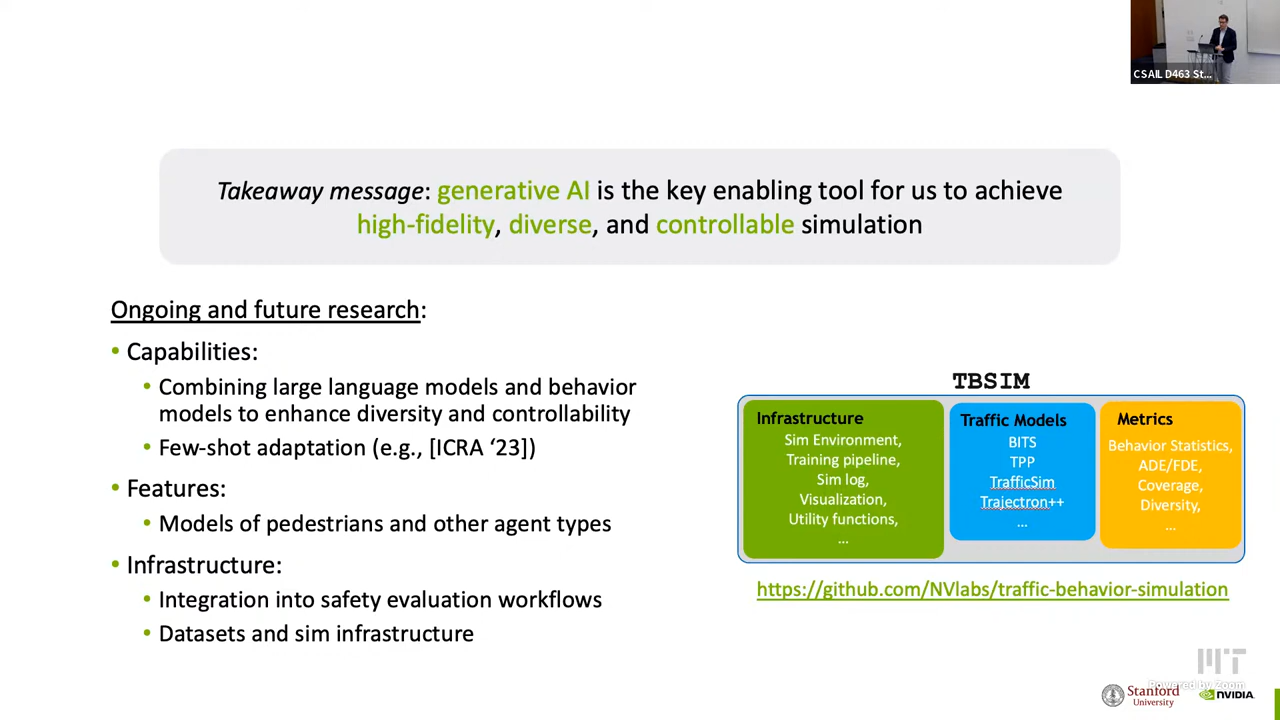 CSAIL D463 St...
Takeaway message: generative AI is the key enabling tool for us to achieve
high-fidelity, diverse, and controllable simulation
Ongoing and future research:
• Capabilities:
• Combining large language models and behavior
models to enhance diversity and controllability
• Few-shot adaptation (e.g., [ICRA ‘23])
• Features:
• Models of pedestrians and other agent types
• Infrastructure:
• Integration into safety evaluation workflows
• Datasets and sim infrastructure
TBSIM
Infrastructure
Sim Environment,
Training pipeline,
Sim log,
Visualization,
Utility functions,
...
Traffic Models
BITS
TPP
TrafficSim
Trajectron++
...
Metrics
Behavior Statistics,
ADE/FDE,
Coverage,
Diversity,
...
https://github.com/NVlabs/traffic-behavior-simulation
MIT
Powered by Zoom
Stanford
University
NVIDIA.